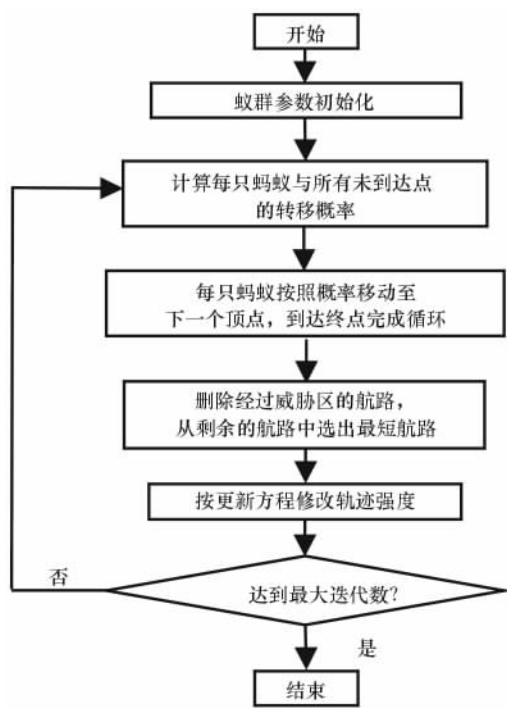 开始
蚁群参数初始化
计算每只蚂蚁与所有未到达点
的转移概率
每只蚂蚁按照概率移动至
下一个顶点，到达终点完成循环
删除经过威胁区的航路，
从剩余的航路中选出最短航路
按更新方程修改轨迹强度
否
达到最大迭代数？
是
结束